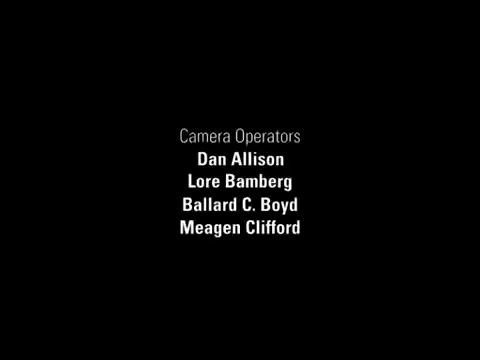 Camera Operators
Dan Allison
Lore Bamberg
Ballard C. Boyd
Meagen Clifford